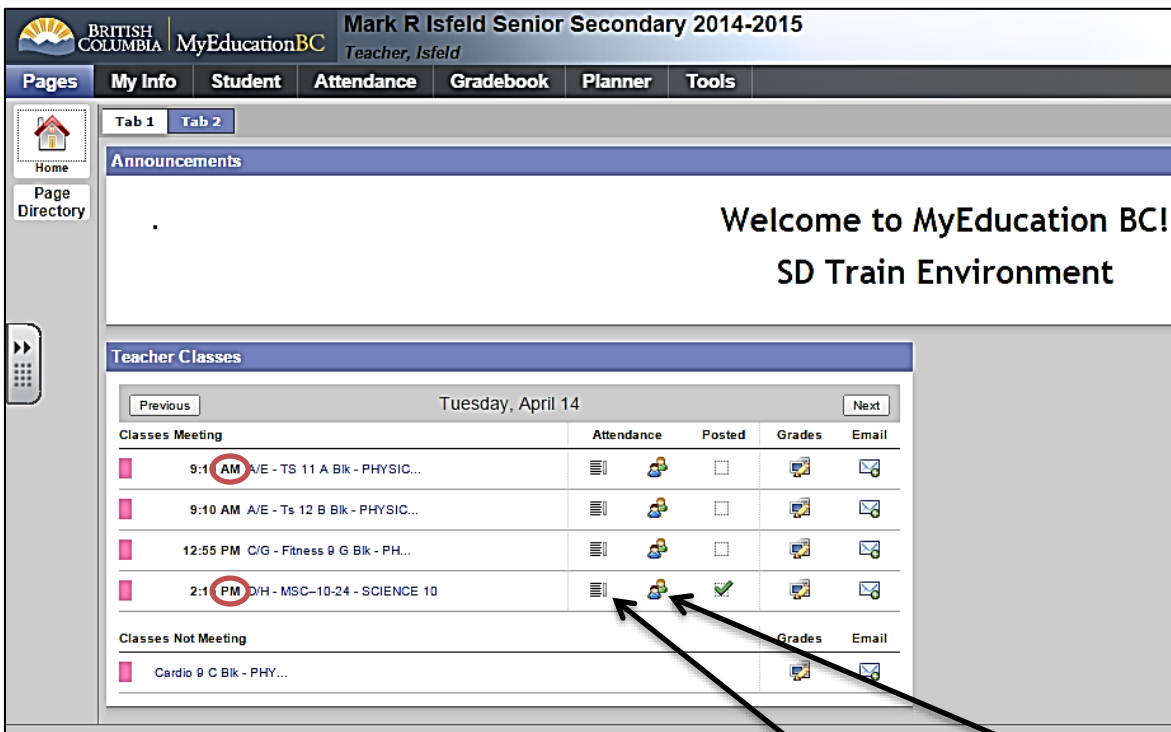 BRITISH COLUMBIA MyEducationBC
Mark R Isfeld Senior Secondary 2014-2015
Teacher, Isfeld
Pages My Info Student Attendance Gradebook Planner Tools
Home
Page Directory
Tab 1 Tab 2
Announcements
.
Welcome to MyEducation BC!
SD Train Environment
Teacher Classes
Previous Tuesday, April 14 Next
Classes Meeting Attendance Posted Grades Email
AM A/E - TS 11 A Blk - PHYSIC...
9:10 AM A/E - Ts 12 B Blk - PHYSIC...
12:55 PM C/G - Fitness 9 G Blk - PH...
PM D/H - MSC--10-24 - SCIENCE 10
Classes Not Meeting Grades Email
Cardio 9 C Blk - PHY...